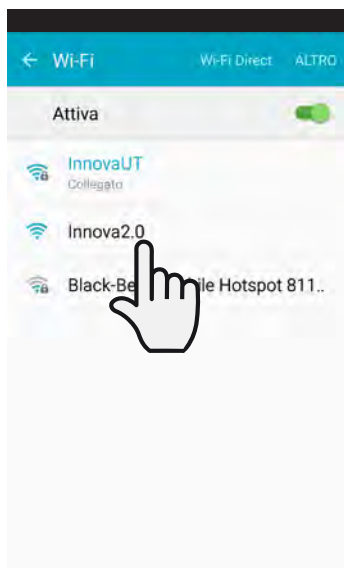 Wi-Fi Wi-Fi Direct ALTRO
Attiva
InnovaUT
Collegato
Innova2.0
Black-Be ile Hotspot 811..